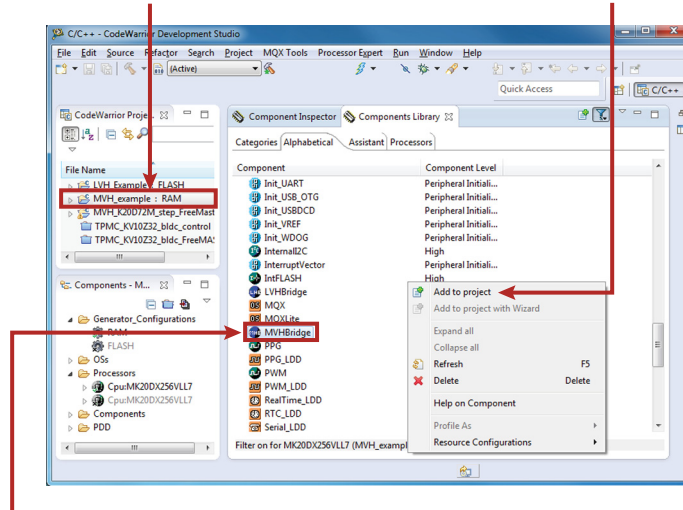 C/C++ - CodeWarrior Development Studio
File Edit Source Refactor Search Project MQX Tools Processor Expert Run Window Help
(Active)
Quick Access
C/C++
CodeWarrior Proje...
File Name
LVH_Example : FLASH
MVH_example : RAM
MVH_K20D72M_step_FreeMast
TPMC_KV10Z32_bldc_control
TPMC_KV10Z32_bldc_FreeMA
Components - M...
Generator_Configurations
RAM
FLASH
OSs
Processors
Cpu:MK20DX256VLL7
Cpu:MK20DX256VLL7
Components
PDD
Component Inspector
Components Library
Categories Alphabetical Assistant Processors
Component Component Level
Init_UART Peripheral Initiali...
Init_USB_OTG Peripheral Initiali...
Init_USBDCD Peripheral Initiali...
Init_VREF Peripheral Initiali...
Init_WDOG Peripheral Initiali...
InternalI2C High
InterruptVector Peripheral Initiali...
IntFLASH High
LVHBridge
MQX
MQXLite
MVHBridge
PPG
PPG_LDD
PWM
PWM_LDD
RealTime_LDD
RTC_LDD
Serial_LDD
Filter on for MK20DX256VLL7 (MVH_exampl
Add to project
Add to project with Wizard
Expand all
Collapse all
Refresh F5
Delete Delete
Help on Component
Profile As
Resource Configurations